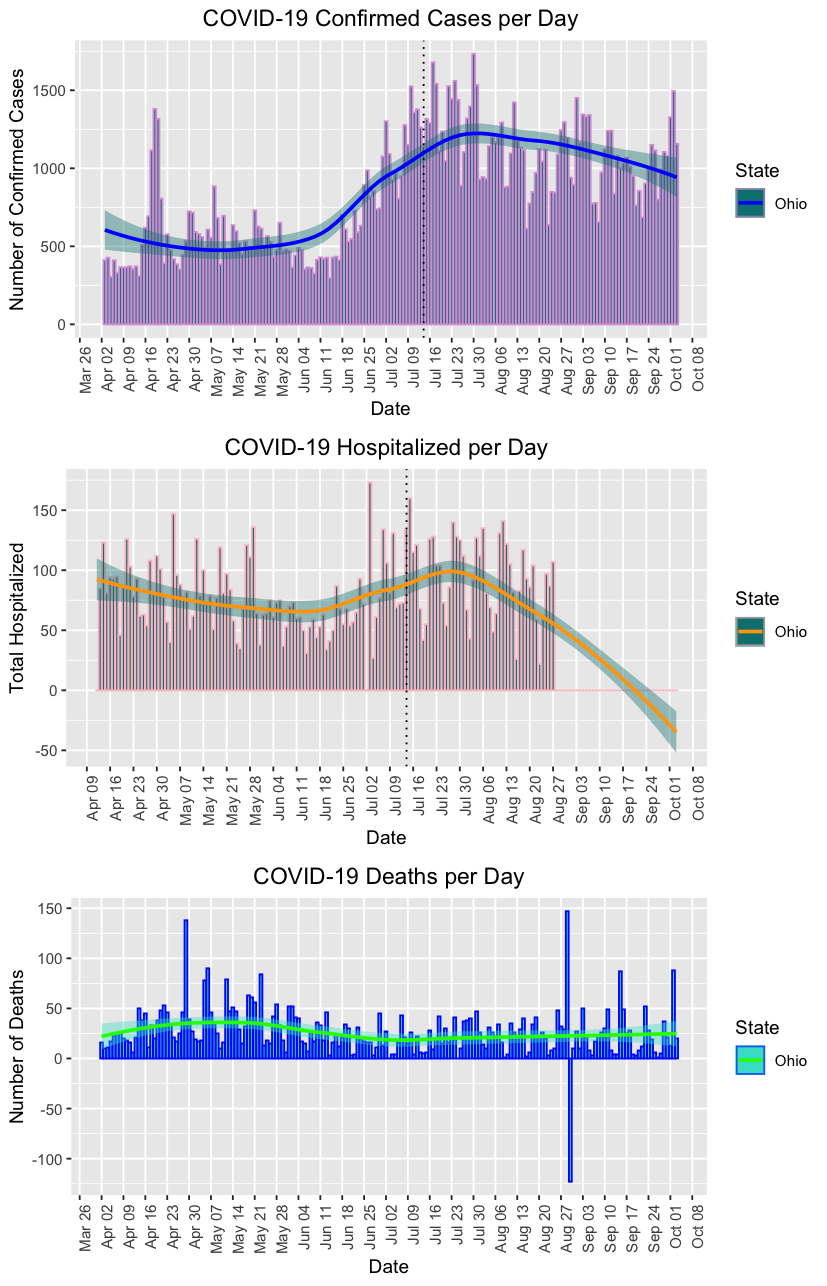 COVID-19 Confirmed Cases per Day
Number of Confirmed Cases
1500
1000
500
0
Mar 26 Apr 02 Apr 09 Apr 16 Apr 23 Apr 30 May 07 May 14 May 21 May 28 Jun 04 Jun 11 Jun 18 Jun 25 Jul 02 Jul 09 Jul 16 Jul 23 Jul 30 Aug 06 Aug 13 Aug 20 Aug 27 Sep 03 Sep 10 Sep 17 Sep 24 Oct 01 Oct 08
Date
State
Ohio
COVID-19 Hospitalized per Day
Total Hospitalized
150
100
50
0
-50
Apr 09 Apr 16 Apr 23 Apr 30 May 07 May 14 May 21 May 28 Jun 04 Jun 11 Jun 18 Jun 25 Jul 02 Jul 09 Jul 16 Jul 23 Jul 30 Aug 06 Aug 13 Aug 20 Aug 27 Sep 03 Sep 10 Sep 17 Sep 24 Oct 01 Oct 08
Date
State
Ohio
COVID-19 Deaths per Day
Number of Deaths
150
100
50
0
-50
-100
Mar 26 Apr 02 Apr 09 Apr 16 Apr 23 Apr 30 May 07 May 14 May 21 May 28 Jun 04 Jun 11 Jun 18 Jun 25 Jul 02 Jul 09 Jul 16 Jul 23 Jul 30 Aug 06 Aug 13 Aug 20 Aug 27 Sep 03 Sep 10 Sep 17 Sep 24 Oct 01 Oct 08
Date
State
Ohio